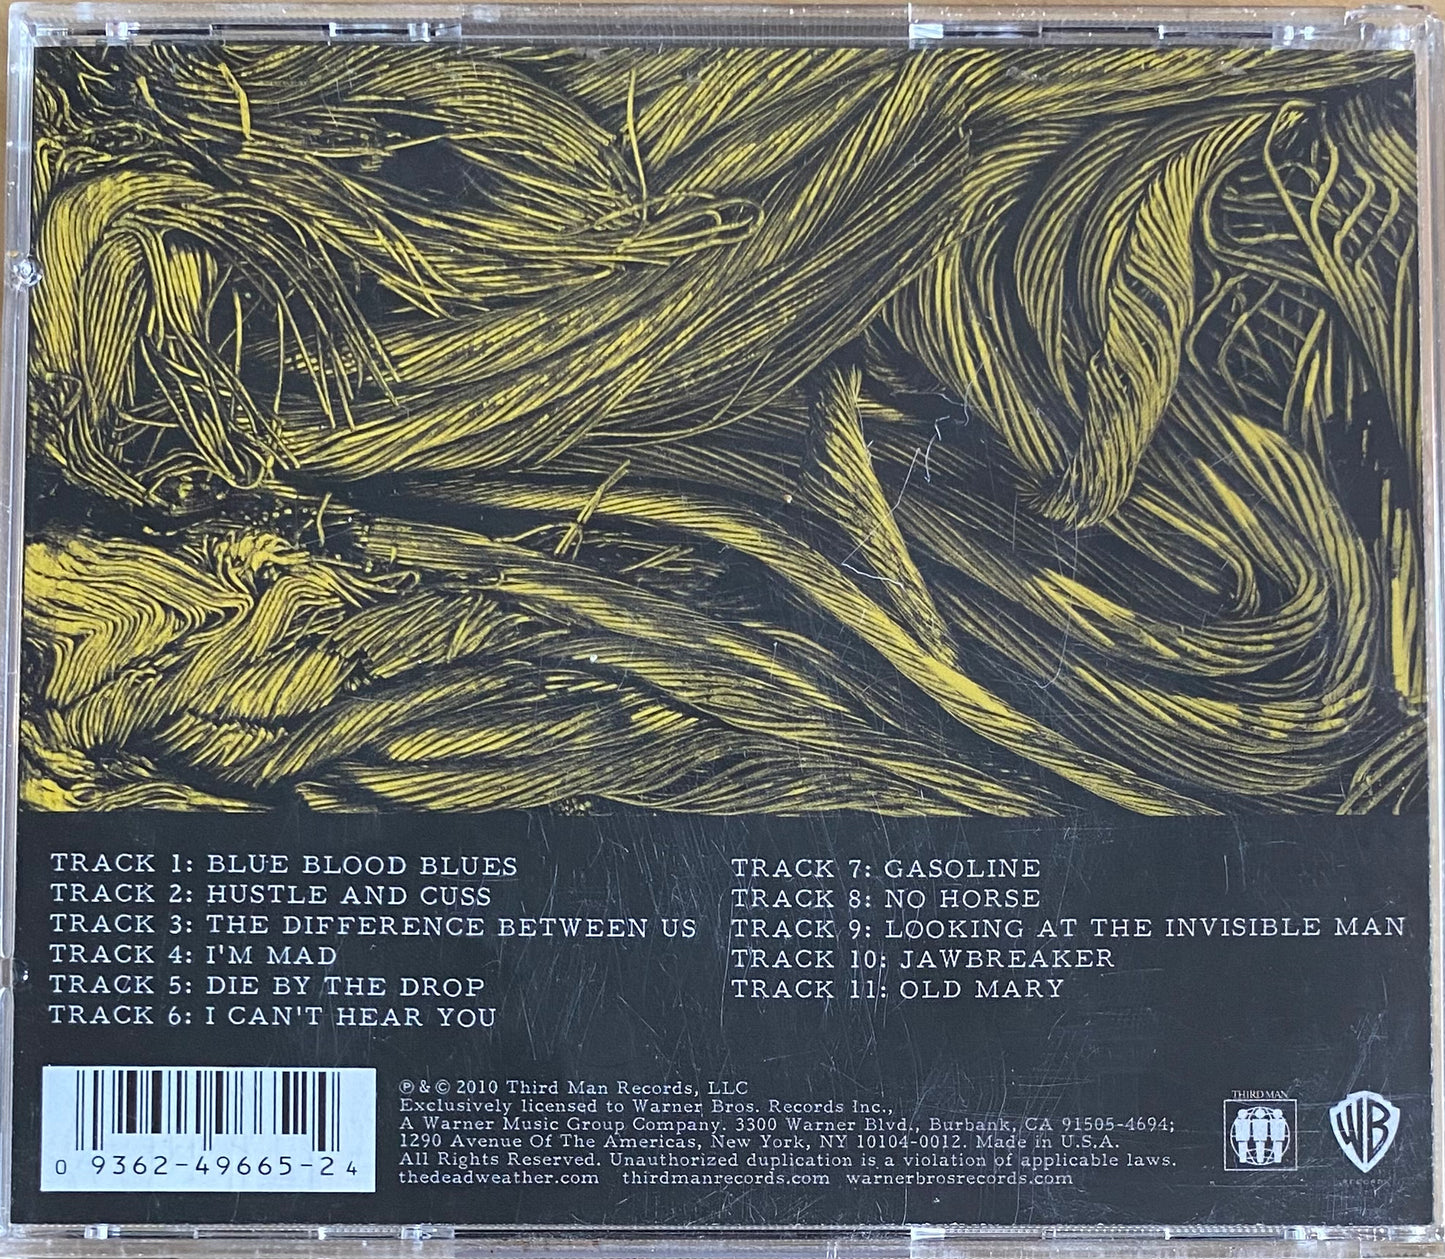 TRACK 1: BLUE BLOOD BLUES
TRACK 2: HUSTLE AND CUSS
TRACK 3: THE DIFFERENCE BETWEEN US
TRACK 4: I'M MAD
TRACK 5: DIE BY THE DROP
TRACK 6: I CAN'T HEAR YOU
TRACK 7: GASOLINE
TRACK 8: NO HORSE
TRACK 9: LOOKING AT THE INVISIBLE MAN
TRACK 10: JAWBREAKER
TRACK 11: OLD MARY
0 9362-49665-2 4
℗ & © 2010 Third Man Records, LLC
Exclusively licensed to Warner Bros. Records Inc.,
A Warner Music Group Company. 3300 Warner Blvd., Burbank, CA 91505-4694;
1290 Avenue Of The Americas, New York, NY 10104-0012. Made in U.S.A.
All Rights Reserved. Unauthorized duplication is a violation of applicable laws.
thedeadweather.com thirdmanrecords.com warnerbrosrecords.com
THIRD MAN
WB
RECORDS